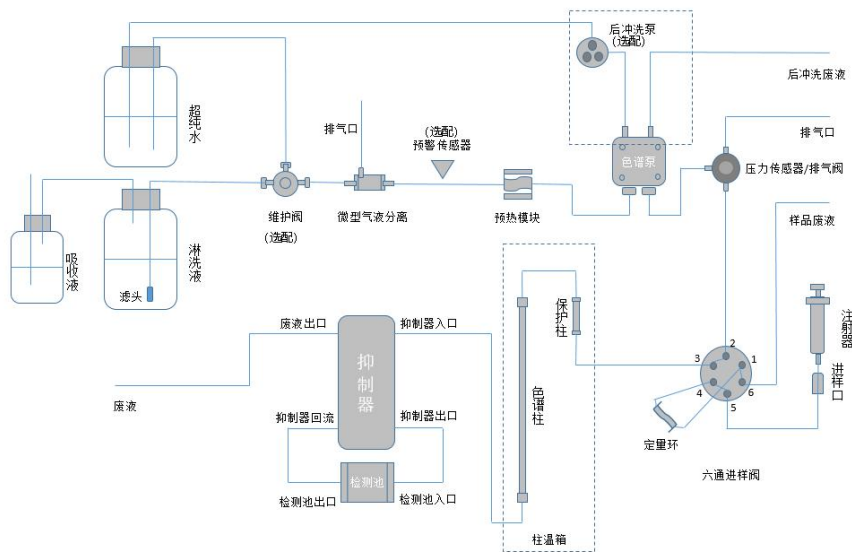 后冲洗泵
(选配)
后冲洗废液
超纯水
排气口
(选配)
预警传感器
色谱泵
排气口
压力传感器/排气阀
维护阀
(选配)
微型气液分离
预热模块
样品废液
吸收液
淋洗液
滤头
废液出口
抑制器入口
保护柱
注射器
抑制器
2
3
1
进样口
4
6
5
废液
色谱柱
抑制器回流
抑制器出口
定量环
六通进样阀
检测池
检测池出口
检测池入口
柱温箱